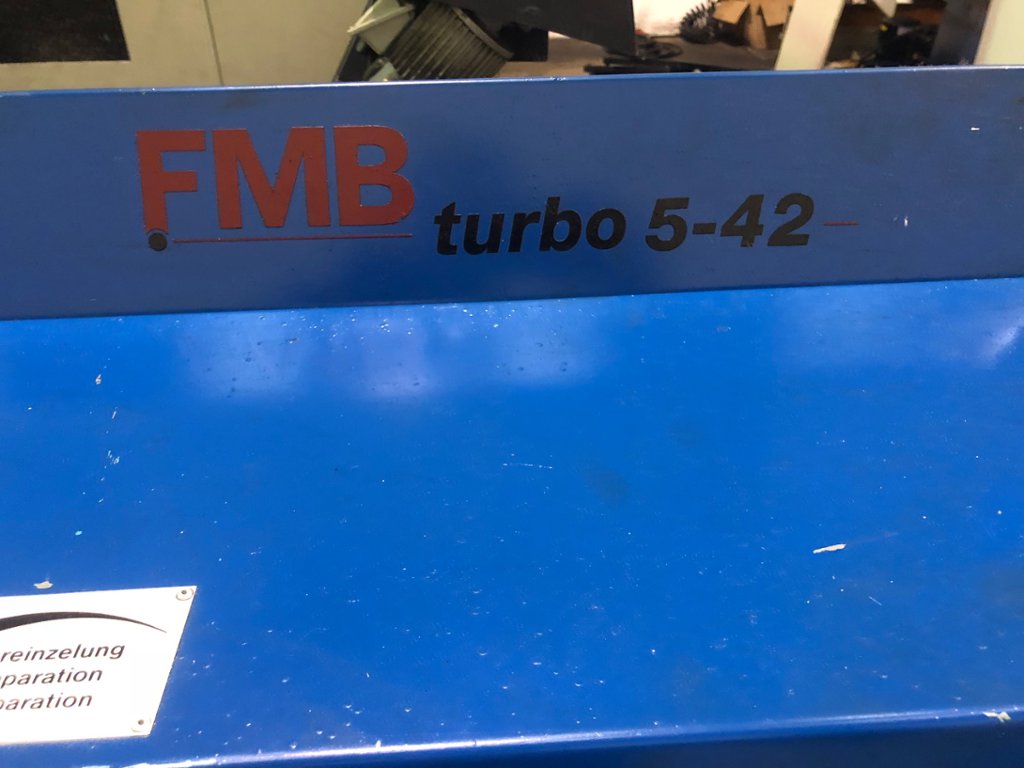 FMB turbo 5-42
reinzelung
paration
paration